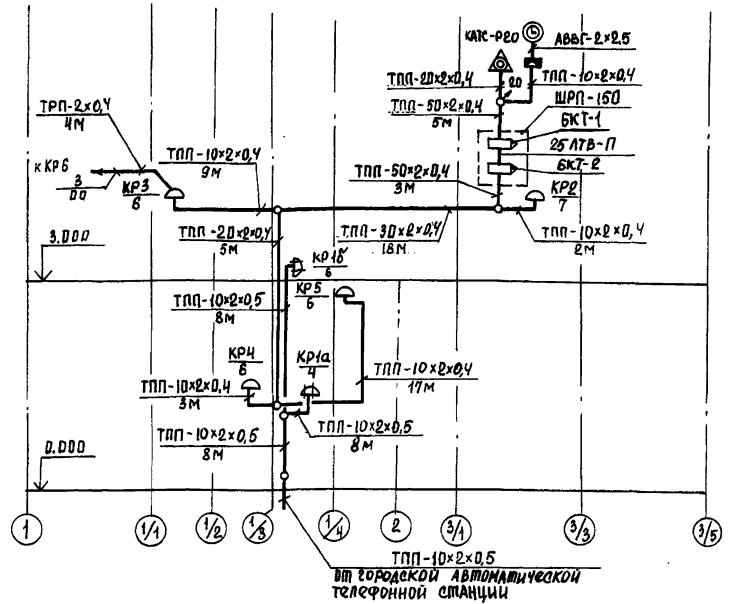 КАТС-Р20
АВВГ-2×2,5
ТПП-20×2×0,4
20
ТПП-10×2×0,4
ТПП-50×2×0,4
5м
ШРП-150
БКТ-1
25ЛТВ-П
БКТ-2
ТРП-2×0,4
4м
к КР6
3
00
КР3
6
ТПП-10×2×0,4
9м
ТПП-50×2×0,4
3м
КР2
7
ТПП-20×2×0,4
5м
ТПП-30×2×0,4
18м
ТПП-10×2×0,4
2м
3.000
КР1б
6
ТПП-10×2×0,5
8м
КР5
6
КР4
6
КР1а
4
ТПП-10×2×0,4
17м
ТПП-10×2×0,4
3м
ТПП-10×2×0,5
8м
ТПП-10×2×0,5
8м
0.000
1
1/1
1/2
1/3
1/4
2
3/1
3/3
3/5
ТПП-10×2×0,5
от городской автоматической
телефонной станции